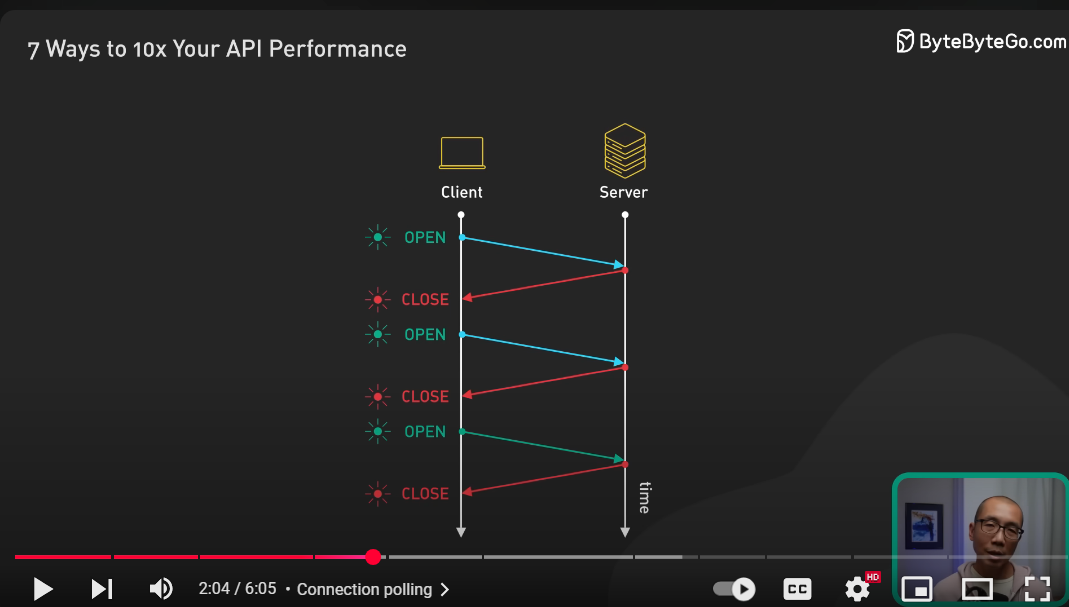 7 Ways to 10x Your API Performance
ByteByteGo.com
Client
Server
OPEN
CLOSE
OPEN
CLOSE
OPEN
CLOSE
time
2:04 / 6:05 • Connection polling
CC
HD